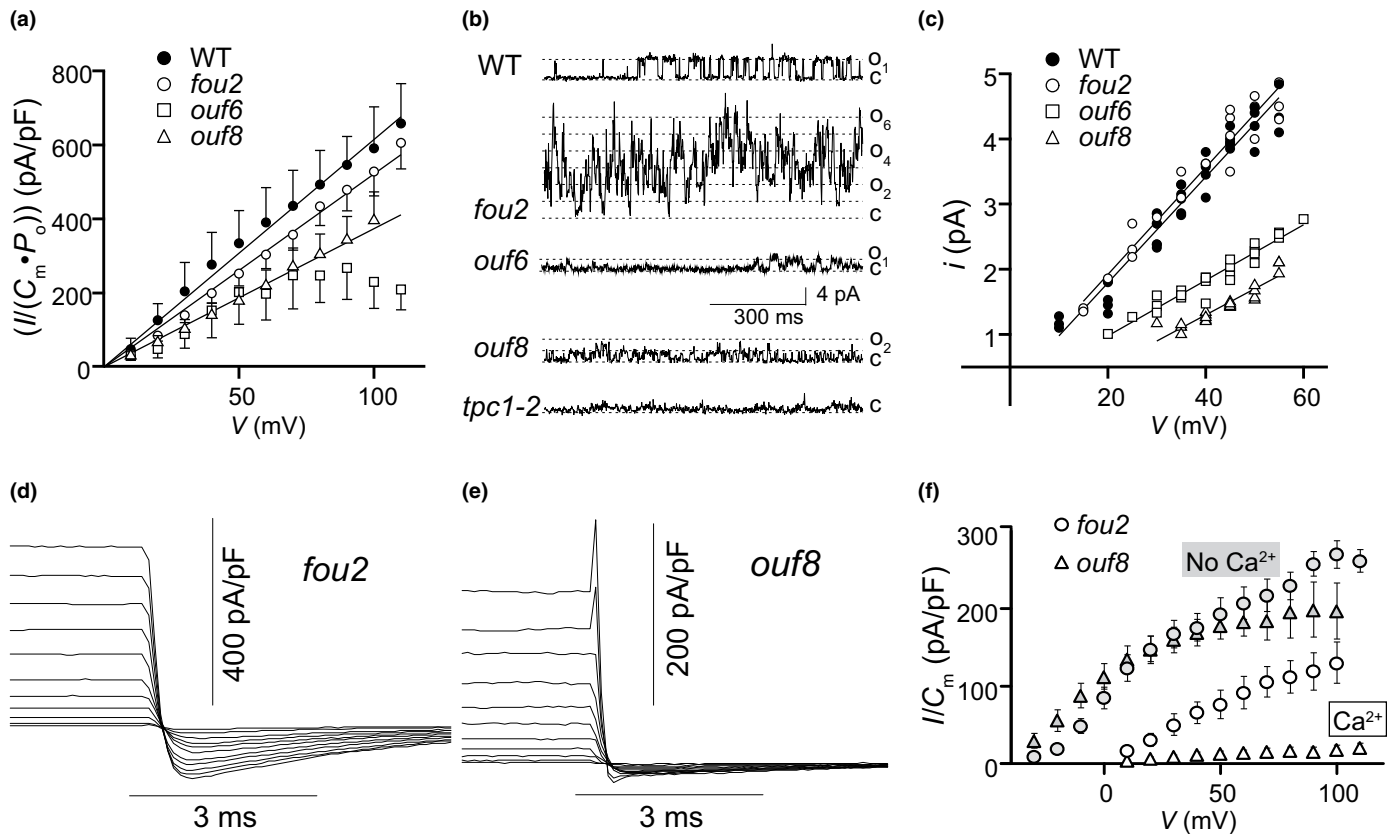 (a)
WT
fou2
ouf6
ouf8
(I/(Cm•Po)) (pA/pF)
800
600
400
200
0
50
100
V (mV)
(b)
WT
O1
C
O6
O4
O2
fou2
C
ouf6
O1
C
4 pA
300 ms
ouf8
O2
C
tpc1-2
C
(c)
WT
fou2
ouf6
ouf8
i (pA)
5
4
3
2
1
20
40
60
V (mV)
(d)
400 pA/pF
fou2
3 ms
(e)
200 pA/pF
ouf8
3 ms
(f)
fou2
ouf8
No Ca2+
Ca2+
I/Cm (pA/pF)
300
200
100
0
0
50
100
V (mV)